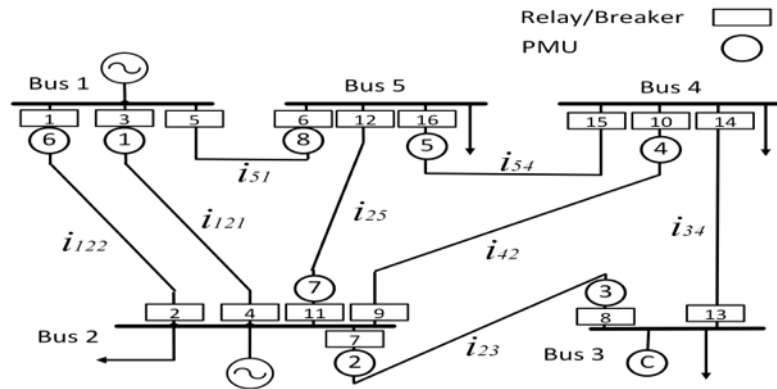 Relay/Breaker
PMU
Bus 1
Bus 5
Bus 4
1 3 5 6 12 16 15 10 14
6 1 8 5 4
i51
i54
i25
i122
i121
i42
i34
7
3
2 4 11 9
8 13
Bus 2
7
2
i23
Bus 3
C